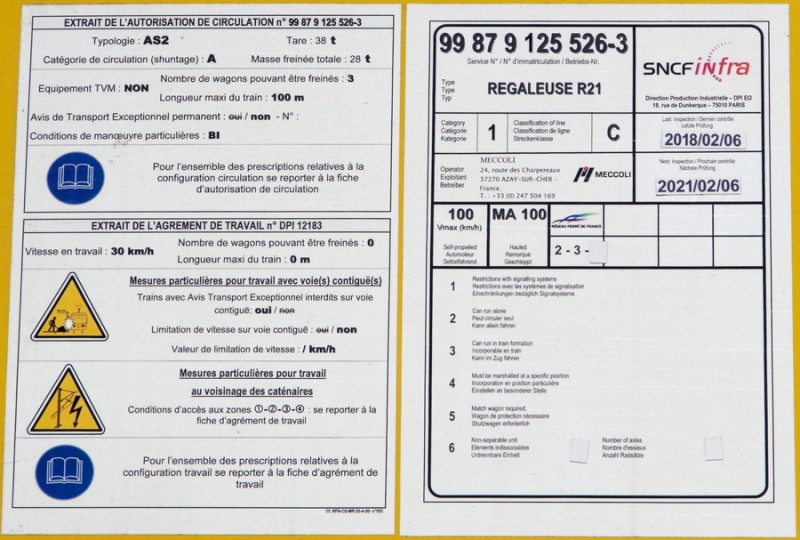 EXTRAIT DE L'AUTORISATION DE CIRCULATION n° 99 87 9 125 526-3
Typologie : AS2 Tare : 38 t
Catégorie de circulation (shuntage) : A Masse freinée totale : 28 t
Equipement TVM : NON
Nombre de wagons pouvant être freinés : 3
Longueur maxi du train : 100 m
Avis de Transport Exceptionnel permanent : oui / non - N° :
Conditions de manœuvre particulières : BI
Pour l'ensemble des prescriptions relatives à la
configuration circulation se reporter à la fiche
d'autorisation de circulation
EXTRAIT DE L'AGREMENT DE TRAVAIL n° DPI 12183
Vitesse en travail : 30 km/h
Nombre de wagons pouvant être freinés : 0
Longueur maxi du train : 0 m
Mesures particulières pour travail avec voie(s) contiguë(s)
Trains avec Avis Transport Exceptionnel interdits sur voie
contiguë: oui / non
Limitation de vitesse sur voie contiguë : oui / non
Valeur de limitation de vitesse : / km/h
Mesures particulières pour travail
au voisinage des caténaires
Conditions d'accès aux zones ①-②-③-④ : se reporter à la
fiche d'agrément de travail
Pour l'ensemble des prescriptions relatives à la
configuration travail se reporter à la fiche d'agrément de
travail
99 87 9 125 526-3
Service N° / N° d'immatriculation / Betriebs-Nr.
Type
Type
Typ
REGALEUSE R21
SNCF infra
Direction Production Industrielle – DPI EO
18, rue de Dunkerque – 75010 PARIS
Category
Catégorie
Kategorie
1
Classification of line
Classification de ligne
Streckenklasse
C
Last inspection / Dernier contrôle
Letzte Prüfung
2018/02/06
Operator
Exploitant
Betreiber
MECCOLI
24, route des Charpereaux
37270 AZAY-SUR-CHER -
France.
T. : +33 (0) 247 504 169
MECCOLI
Next inspection / Prochain contrôle
Nächste Prüfung
2021/02/06
100
Vmax (km/h)
MA 100
RÉSEAU FERRÉ DE FRANCE
Self-propelled
Automoteur
Selbstfahrend
Hauled
Remorqué
Geschleppt
2 - 3 -
1
Restrictions with signalling systems
Restriction avec les systèmes de signalisation
Einschränkungen bezüglich Signalsysteme
2
Can run alone
Peut circuler seul
Kann allein fahren
3
Can run in train formation
Incorporable en train
Kann im Zug fahren
4
Must be marshalled at a specific position
Incorporation en position particulière
Einstellen an besonderer Stelle
5
Match wagon required
Wagon de protection nécessaire
Shutzwagen erforderlich
6
Non-separable unit
Eléments indissociables
Untrennbare Einheit
Number of axles
Nombre d'essieux
Anzahl Radsätze